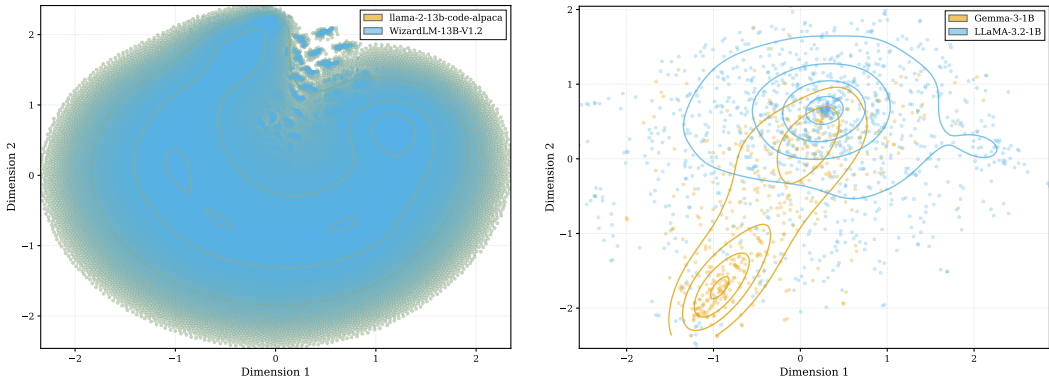 llama-2-13b-code-alpaca
WizardLM-13B-V1.2
2
1
0
−1
−2
Dimension 2
−2
−1
0
1
2
Dimension 1
Gemma-3-1B
LLaMA-3.2-1B
2
1
0
−1
−2
Dimension 2
−2
−1
0
1
2
Dimension 1